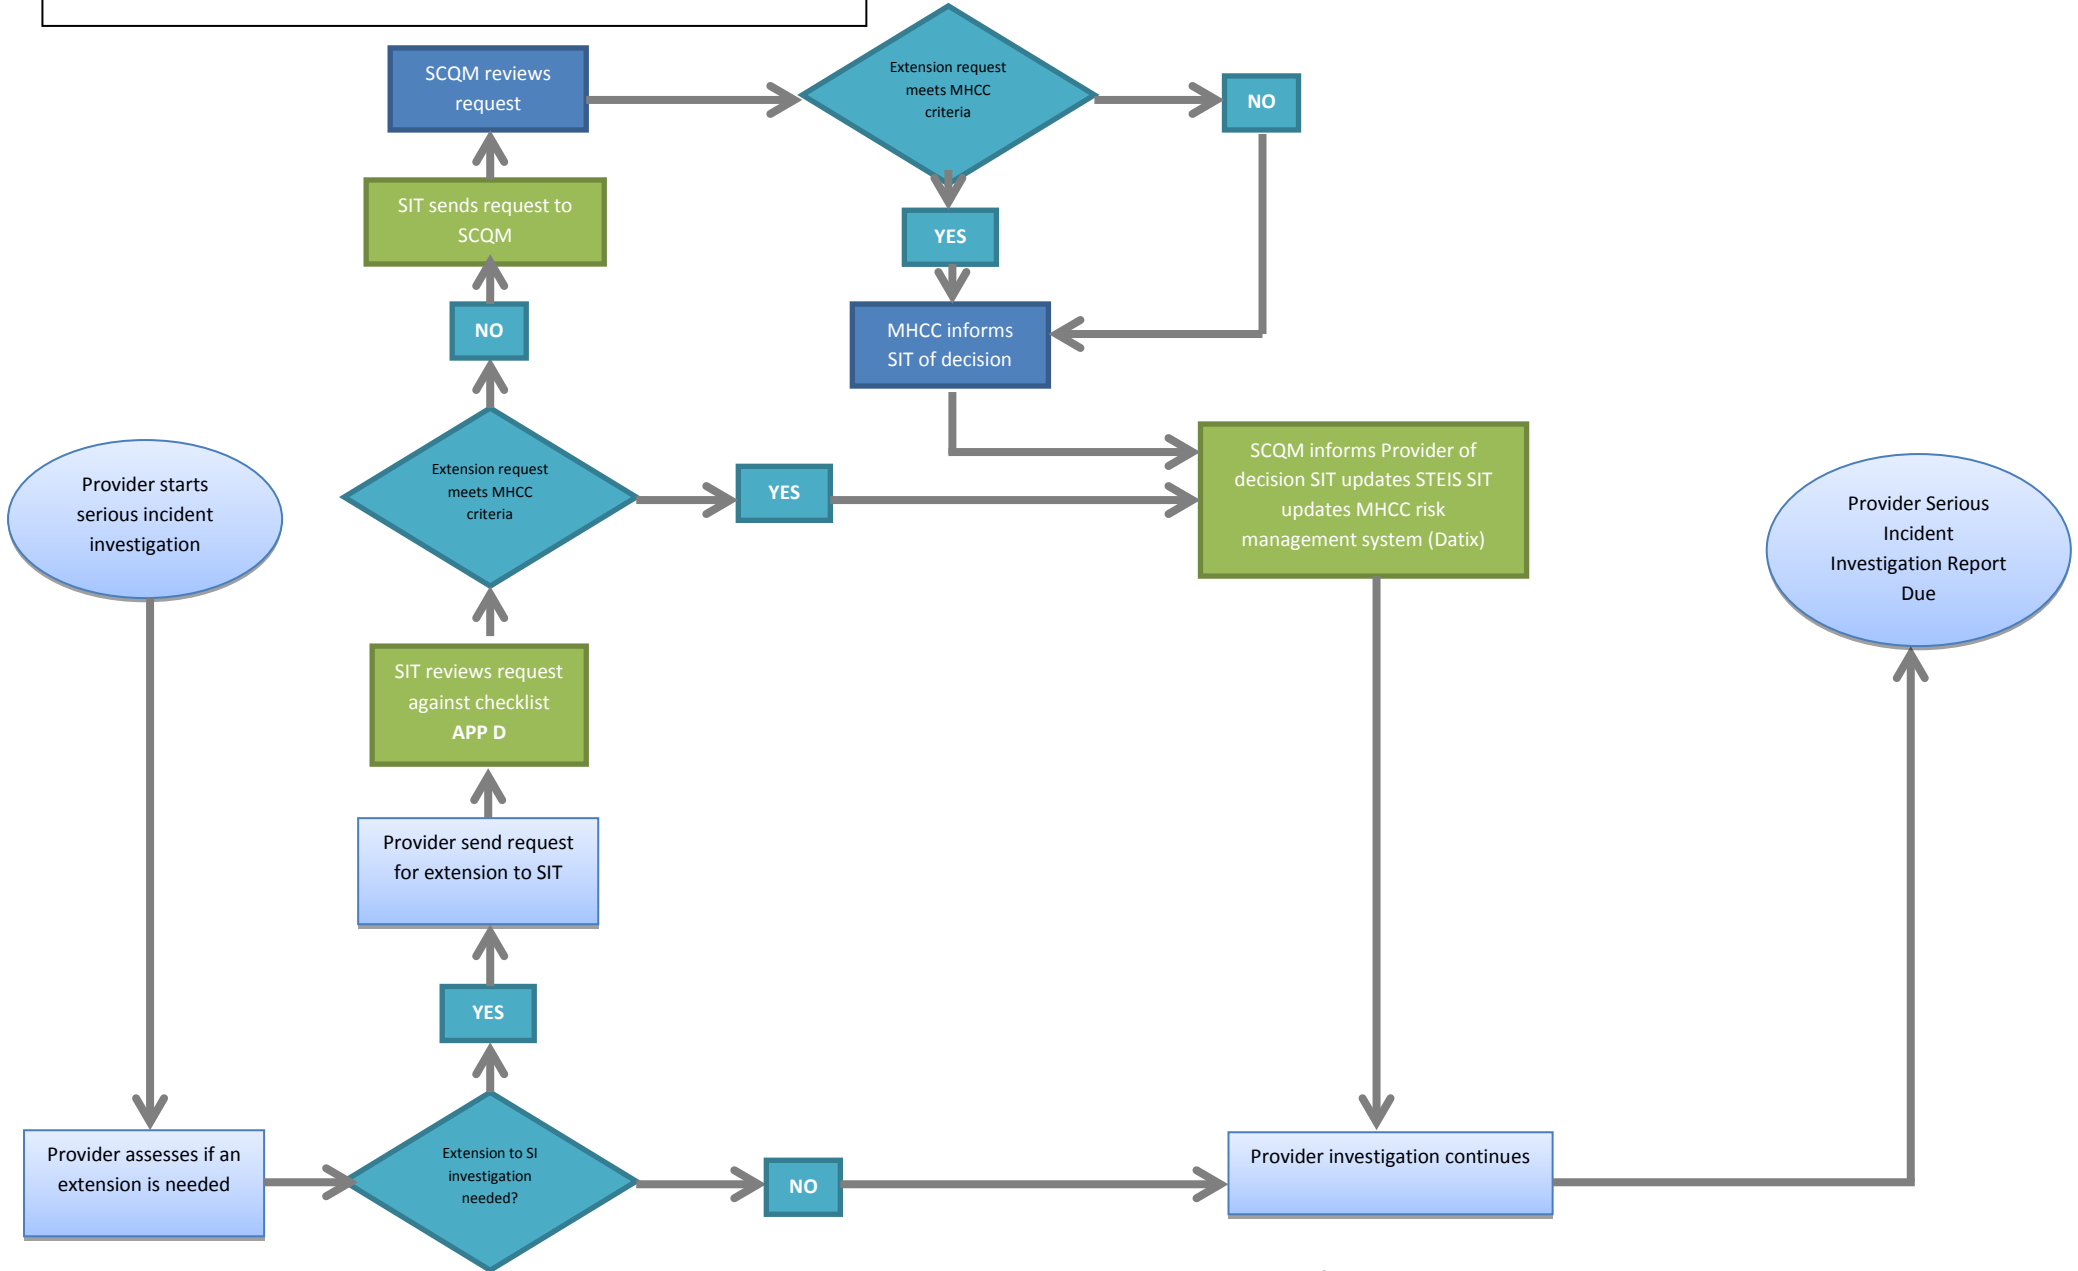 SCQM reviews
request
Extension request
meets MHCC
criteria
NO
SIT sends request to
SCQM
YES
NO
MHCC informs
SIT of decision
Extension request
meets MHCC
criteria
YES
SCQM informs Provider of
decision SIT updates STEIS SIT
updates MHCC risk
management system (Datix)
Provider starts
serious incident
investigation
Provider Serious
Incident
Investigation Report
Due
SIT reviews request
against checklist
APP D
Provider send request
for extension to SIT
YES
Provider assesses if an
extension is needed
Extension to SI
investigation
needed?
NO
Provider investigation continues